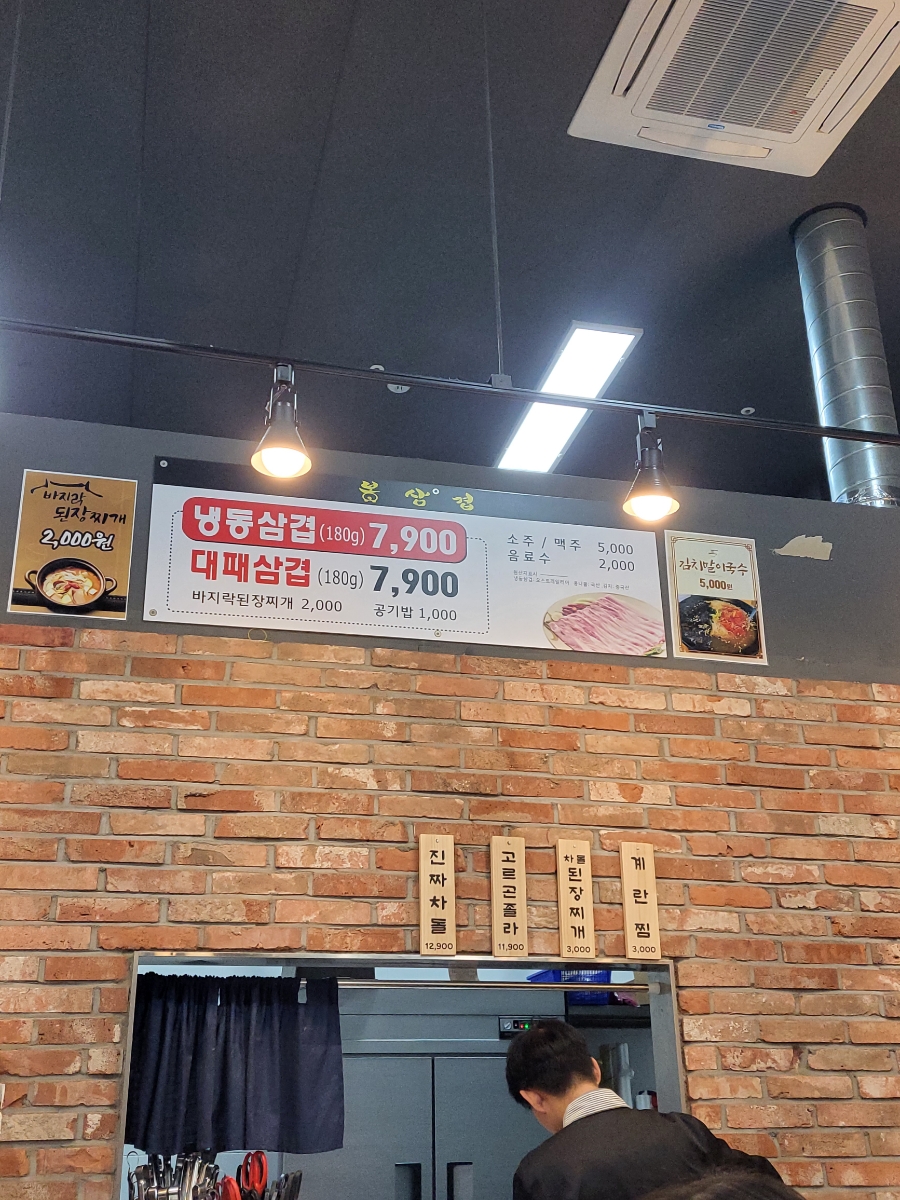 바지락
된장찌개
2,000원
봄 삼 겹
냉동삼겹(180g) 7,900
대패삼겹 (180g) 7,900
바지락된장찌개 2,000 공기밥 1,000
소주 / 맥주 5,000
음료수 2,000
김치말이국수
5,000원
진짜차돌
12,900
고르곤졸라
11,900
차돌
된장찌개
3,000
계란찜
3,000